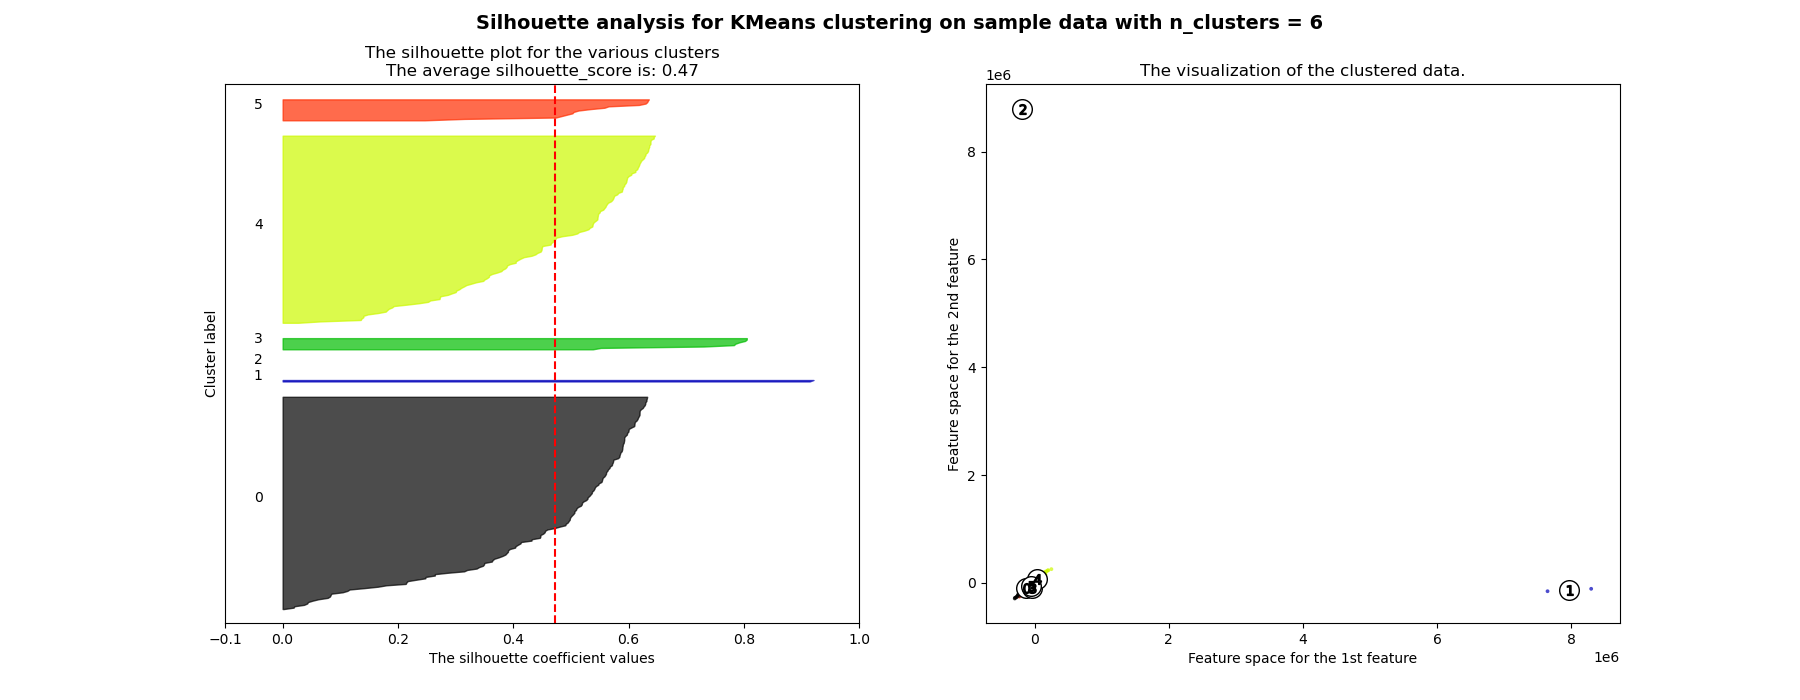 Silhouette analysis for KMeans clustering on sample data with n_clusters = 6
The silhouette plot for the various clusters
The average silhouette_score is: 0.47
5
4
3
2
1
0
Cluster label
−0.1 0.0 0.2 0.4 0.6 0.8 1.0
The silhouette coefficient values
The visualization of the clustered data.
1e6
8
6
4
2
0
Feature space for the 2nd feature
2
4
0
3
1
0 2 4 6 8
1e6
Feature space for the 1st feature